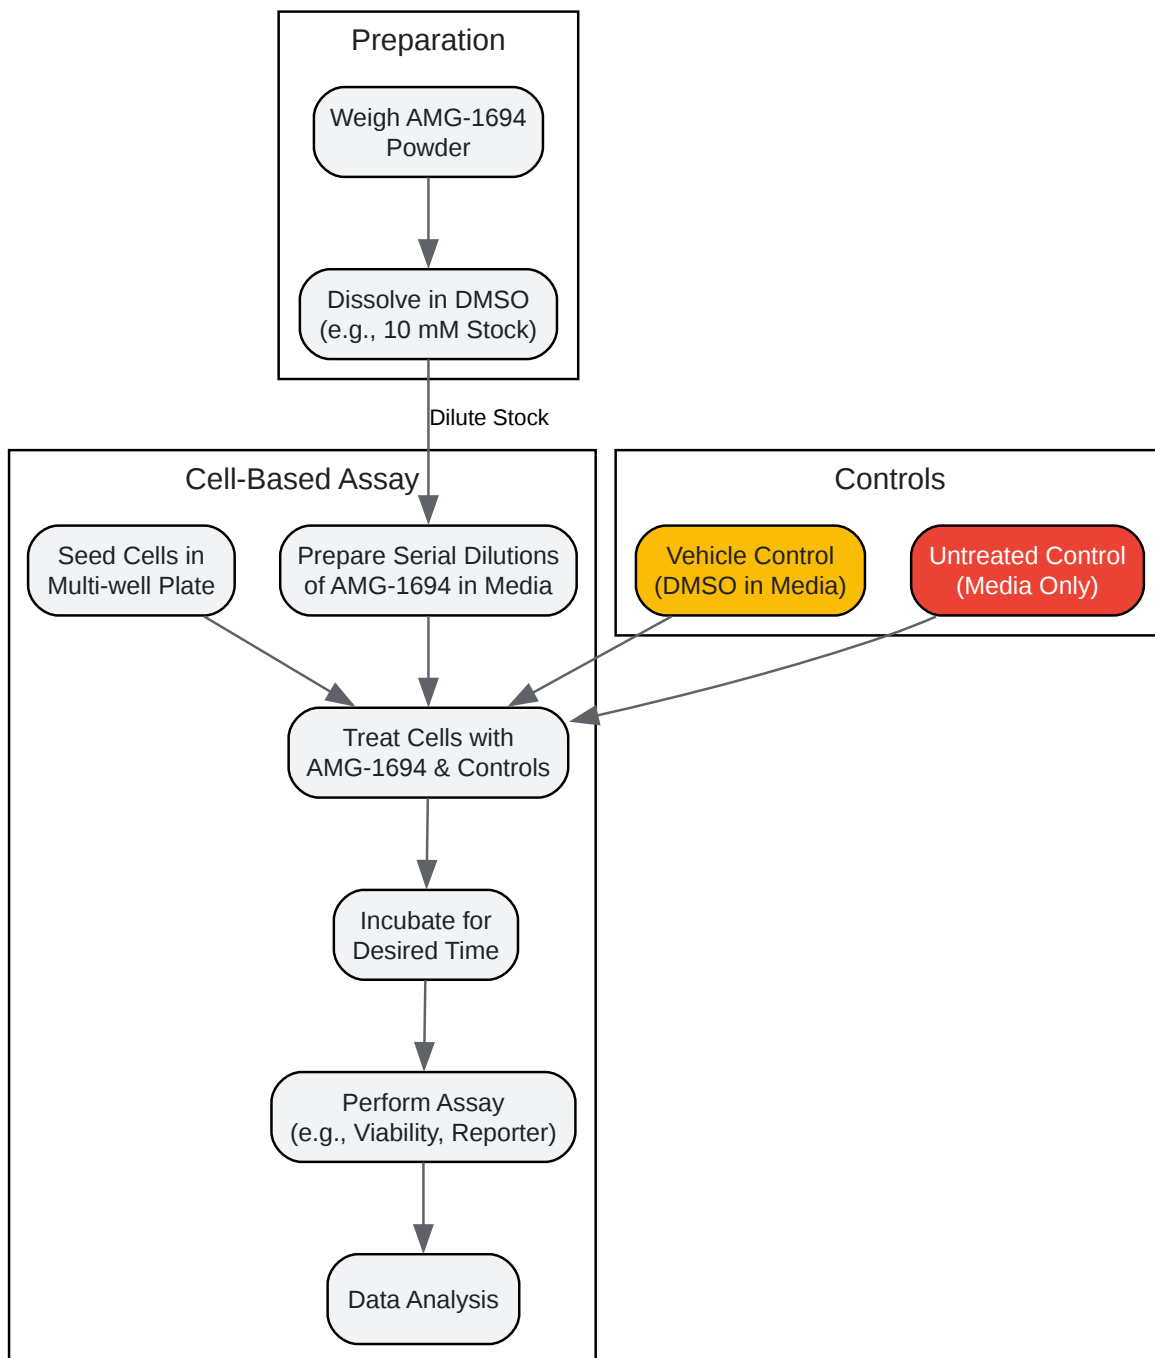 Preparation
Weigh AMG-1694
Powder
Dissolve in DMSO
(e.g., 10 mM Stock)
Dilute Stock
Cell-Based Assay
Seed Cells in
Multi-well Plate
Prepare Serial Dilutions
of AMG-1694 in Media
Controls
Vehicle Control
(DMSO in Media)
Untreated Control
(Media Only)
Treat Cells with
AMG-1694 & Controls
Incubate for
Desired Time
Perform Assay
(e.g., Viability, Reporter)
Data Analysis